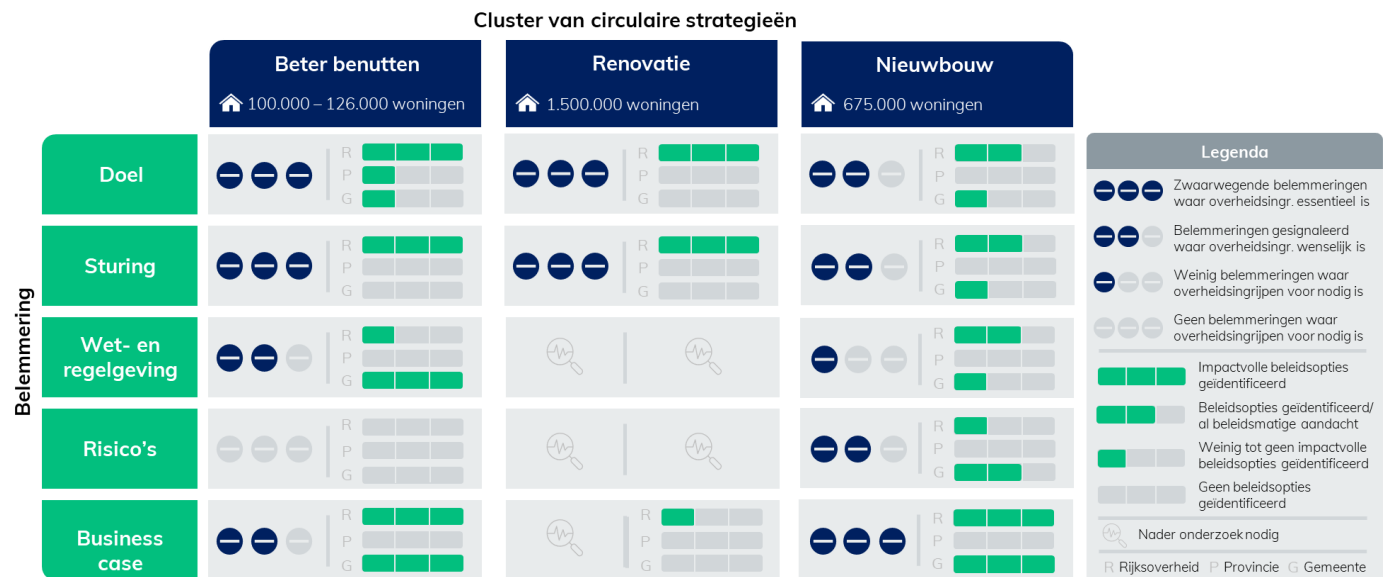 Cluster van circulaire strategieën
Beter benutten
100.000 – 126.000 woningen
Renovatie
1.500.000 woningen
Nieuwbouw
675.000 woningen
Belemmering
Doel
R
P
G
R
P
G
R
P
G
Sturing
R
P
G
R
P
G
R
P
G
Wet- en
regelgeving
R
P
G
R
P
G
Risico's
R
P
G
R
P
G
Business
case
R
P
G
R
P
G
R
P
G
Legenda
Zwaarwegende belemmeringen
waar overheidsingr. essentieel is
Belemmeringen gesignaleerd
waar overheidsingr. wenselijk is
Weinig belemmeringen waar
overheidsingrijpen voor nodig is
Geen belemmeringen waar
overheidsingrijpen voor nodig is
Impactvolle beleidsopties
geïdentificeerd
Beleidsopties geïdentificeerd/
al beleidsmatige aandacht
Weinig tot geen impactvolle
beleidsopties geïdentificeerd
Geen beleidsopties
geïdentificeerd
Nader onderzoek nodig
R Rijksoverheid P Provincie G Gemeente